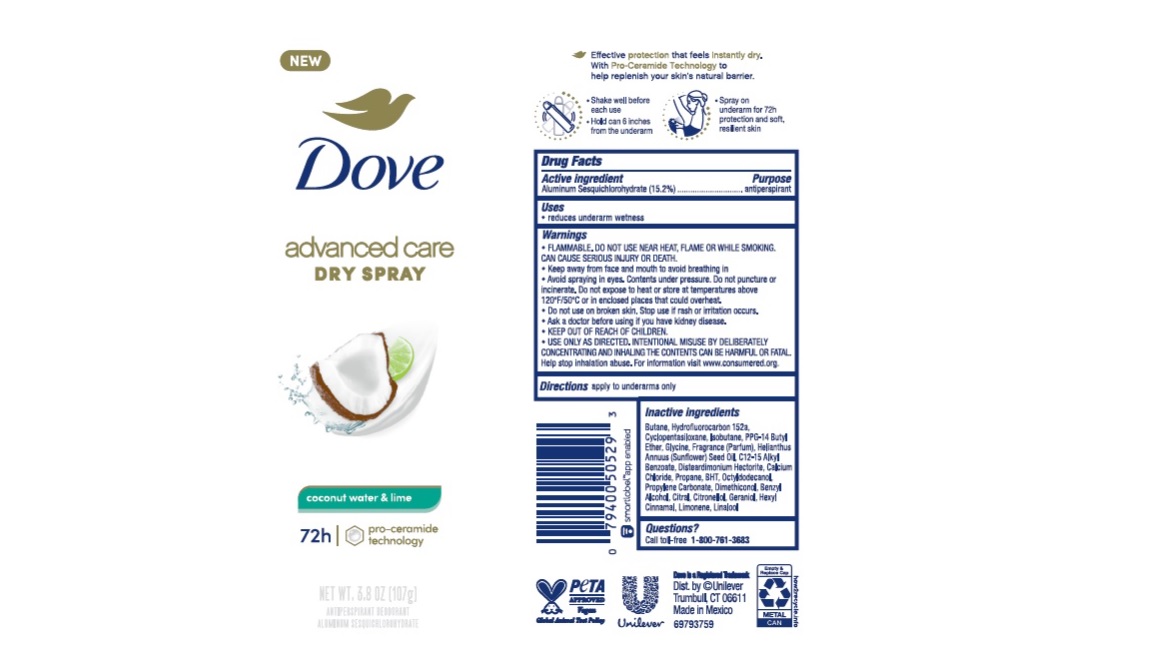 NEW
Dove
advanced care
DRY SPRAY
coconut water & lime
72h
pro-ceramide
technology
NET WT. 3.8 OZ (107g)
ANTIPERSPIRANT DEODORANT
ALUMINUM SESQUICHLOROHYDRATE
Effective protection that feels instantly dry.
With Pro-Ceramide Technology to
help replenish your skin's natural barrier.
• Shake well before
each use
• Hold can 6 inches
from the underarm
• Spray on
underarm for 72h
protection and soft,
resilient skin
Drug Facts
Active ingredient Purpose
Aluminum Sesquichlorohydrate (15.2%) ............................. antiperspirant
Uses
• reduces underarm wetness
Warnings
• FLAMMABLE. DO NOT USE NEAR HEAT, FLAME OR WHILE SMOKING.
CAN CAUSE SERIOUS INJURY OR DEATH.
• Keep away from face and mouth to avoid breathing in
• Avoid spraying in eyes. Contents under pressure. Do not puncture or
incinerate. Do not expose to heat or store at temperatures above
120°F/50°C or in enclosed places that could overheat.
• Do not use on broken skin. Stop use if rash or irritation occurs.
• Ask a doctor before using if you have kidney disease.
• KEEP OUT OF REACH OF CHILDREN.
• USE ONLY AS DIRECTED. INTENTIONAL MISUSE BY DELIBERATELY
CONCENTRATING AND INHALING THE CONTENTS CAN BE HARMFUL OR FATAL.
Help stop inhalation abuse. For information visit www.consumered.org.
Directions apply to underarms only
Inactive ingredients
Butane, Hydrofluorocarbon 152a,
Cyclopentasiloxane, Isobutane, PPG-14 Butyl
Ether, Glycine, Fragrance (Parfum), Helianthus
Annuus (Sunflower) Seed Oil, C12-15 Alkyl
Benzoate, Disteardimonium Hectorite, Calcium
Chloride, Propane, BHT, Octyldodecanol,
Propylene Carbonate, Dimethiconol, Benzyl
Alcohol, Citral, Citronellol, Geraniol, Hexyl
Cinnamal, Limonene, Linalool
Questions?
Call toll-free 1-800-761-3683
0 79400 50529 3
smartlabel™ app enabled
PETA
APPROVED
Vegan
Global Animal Test Policy
Unilever
Dove is a Registered Trademark
Dist. by ©Unilever
Trumbull, CT 06611
Made in Mexico
69793759
Empty &
Replace Cap
METAL
CAN
how2recycle.info